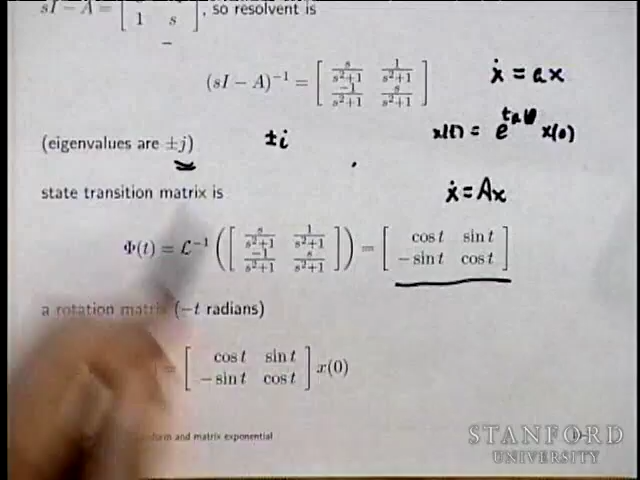 sI − A = [ 1 s ], so resolvent is
(sI − A)⁻¹ = [ s/(s²+1) 1/(s²+1) ; −1/(s²+1) s/(s²+1) ]
ẋ = ax
(eigenvalues are ±j)
±i
x(t) = e^{ta} x(0)
state transition matrix is
ẋ = Ax
Φ(t) = ℒ⁻¹ ( [ s/(s²+1) 1/(s²+1) ; −1/(s²+1) s/(s²+1) ] ) = [ cos t sin t ; −sin t cos t ]
a rotation matrix (−t radians)
= [ cos t sin t ; −sin t cos t ] x(0)
form and matrix exponential
STANFORD
UNIVERSITY